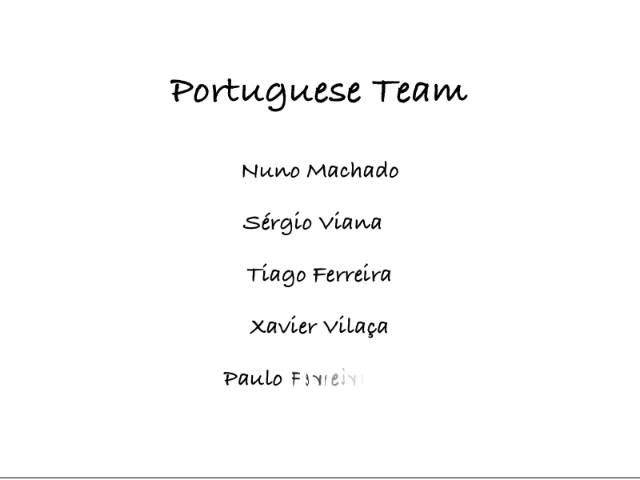 Portuguese Team
Nuno Machado
Sérgio Viana
Tiago Ferreira
Xavier Vilaça
Paulo